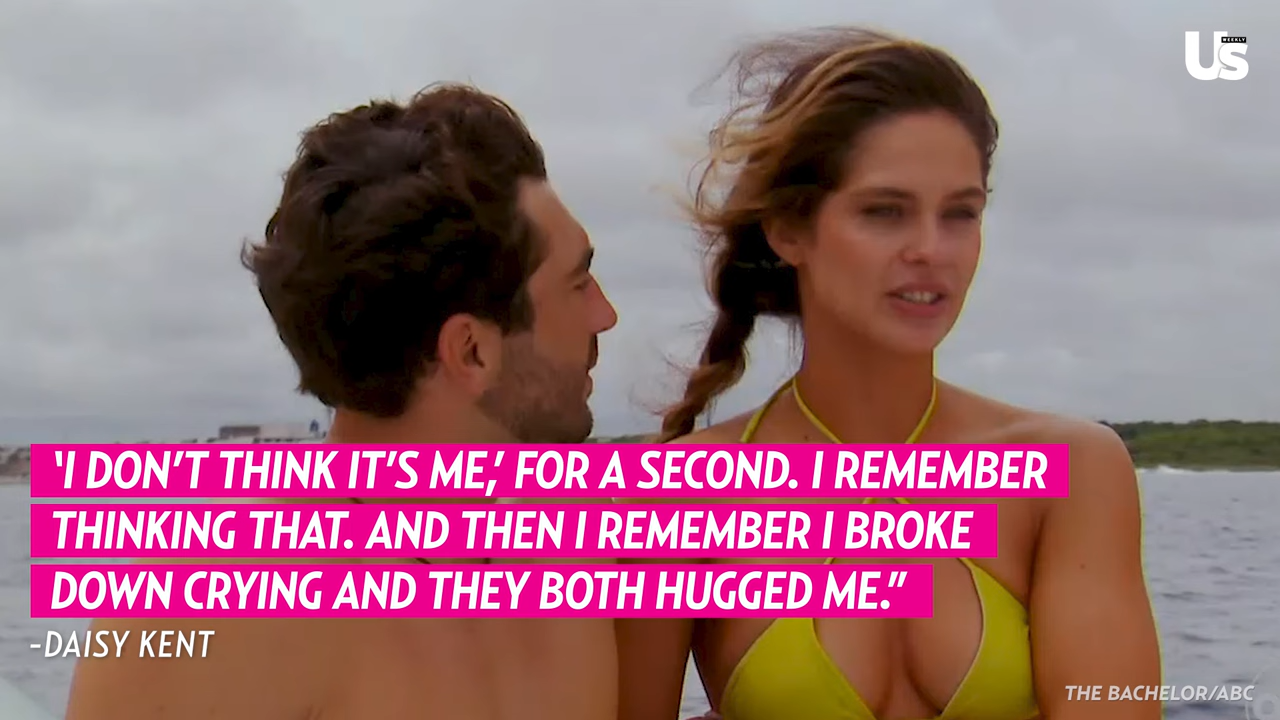 Us
WEEKLY
‘I DON’T THINK IT’S ME,’ FOR A SECOND. I REMEMBER
THINKING THAT. AND THEN I REMEMBER I BROKE
DOWN CRYING AND THEY BOTH HUGGED ME.”
-DAISY KENT
THE BACHELOR/ABC